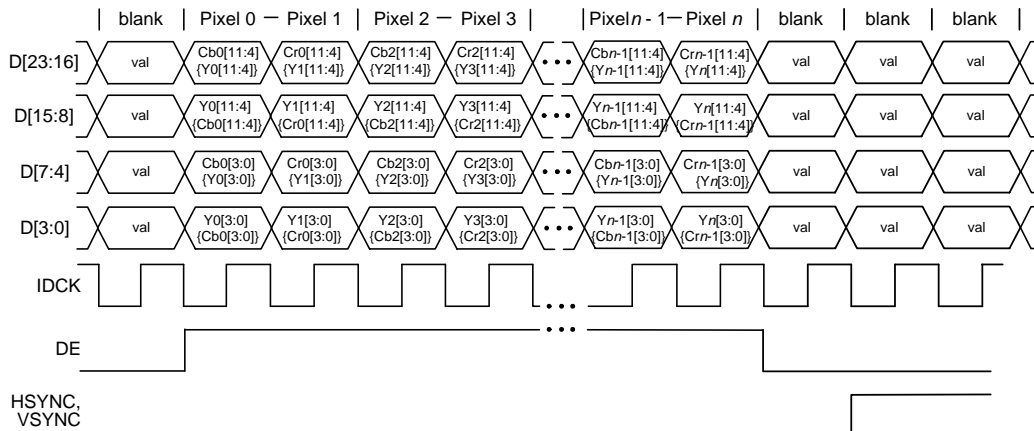 blank | Pixel 0 — Pixel 1 | Pixel 2 — Pixel 3 | | Pixel n - 1 — Pixel n | blank | blank | blank |
D[23:16] val Cb0[11:4] Cr0[11:4] Cb2[11:4] Cr2[11:4] ••• Cbn-1[11:4] Crn-1[11:4] val val val
{Y0[11:4]} {Y1[11:4]} {Y2[11:4]} {Y3[11:4]} {Yn-1[11:4]} {Yn[11:4]}
D[15:8] val Y0[11:4] Y1[11:4] Y2[11:4] Y3[11:4] ••• Yn-1[11:4] Yn[11:4] val val val
{Cb0[11:4]} {Cr0[11:4]} {Cb2[11:4]} {Cr2[11:4]} {Cbn-1[11:4]} {Crn-1[11:4]}
D[7:4] val Cb0[3:0] Cr0[3:0] Cb2[3:0] Cr2[3:0] ••• Cbn-1[3:0] Crn-1[3:0] val val val
{Y0[3:0]} {Y1[3:0]} {Y2[3:0]} {Y3[3:0]} {Yn-1[3:0]} {Yn[3:0]}
D[3:0] val Y0[3:0] Y1[3:0] Y2[3:0] Y3[3:0] ••• Yn-1[3:0] Yn[3:0] val val val
{Cb0[3:0]} {Cr0[3:0]} {Cb2[3:0]} {Cr2[3:0]} {Cbn-1[3:0]} {Crn-1[3:0]}
IDCK •••
DE •••
HSYNC,
VSYNC